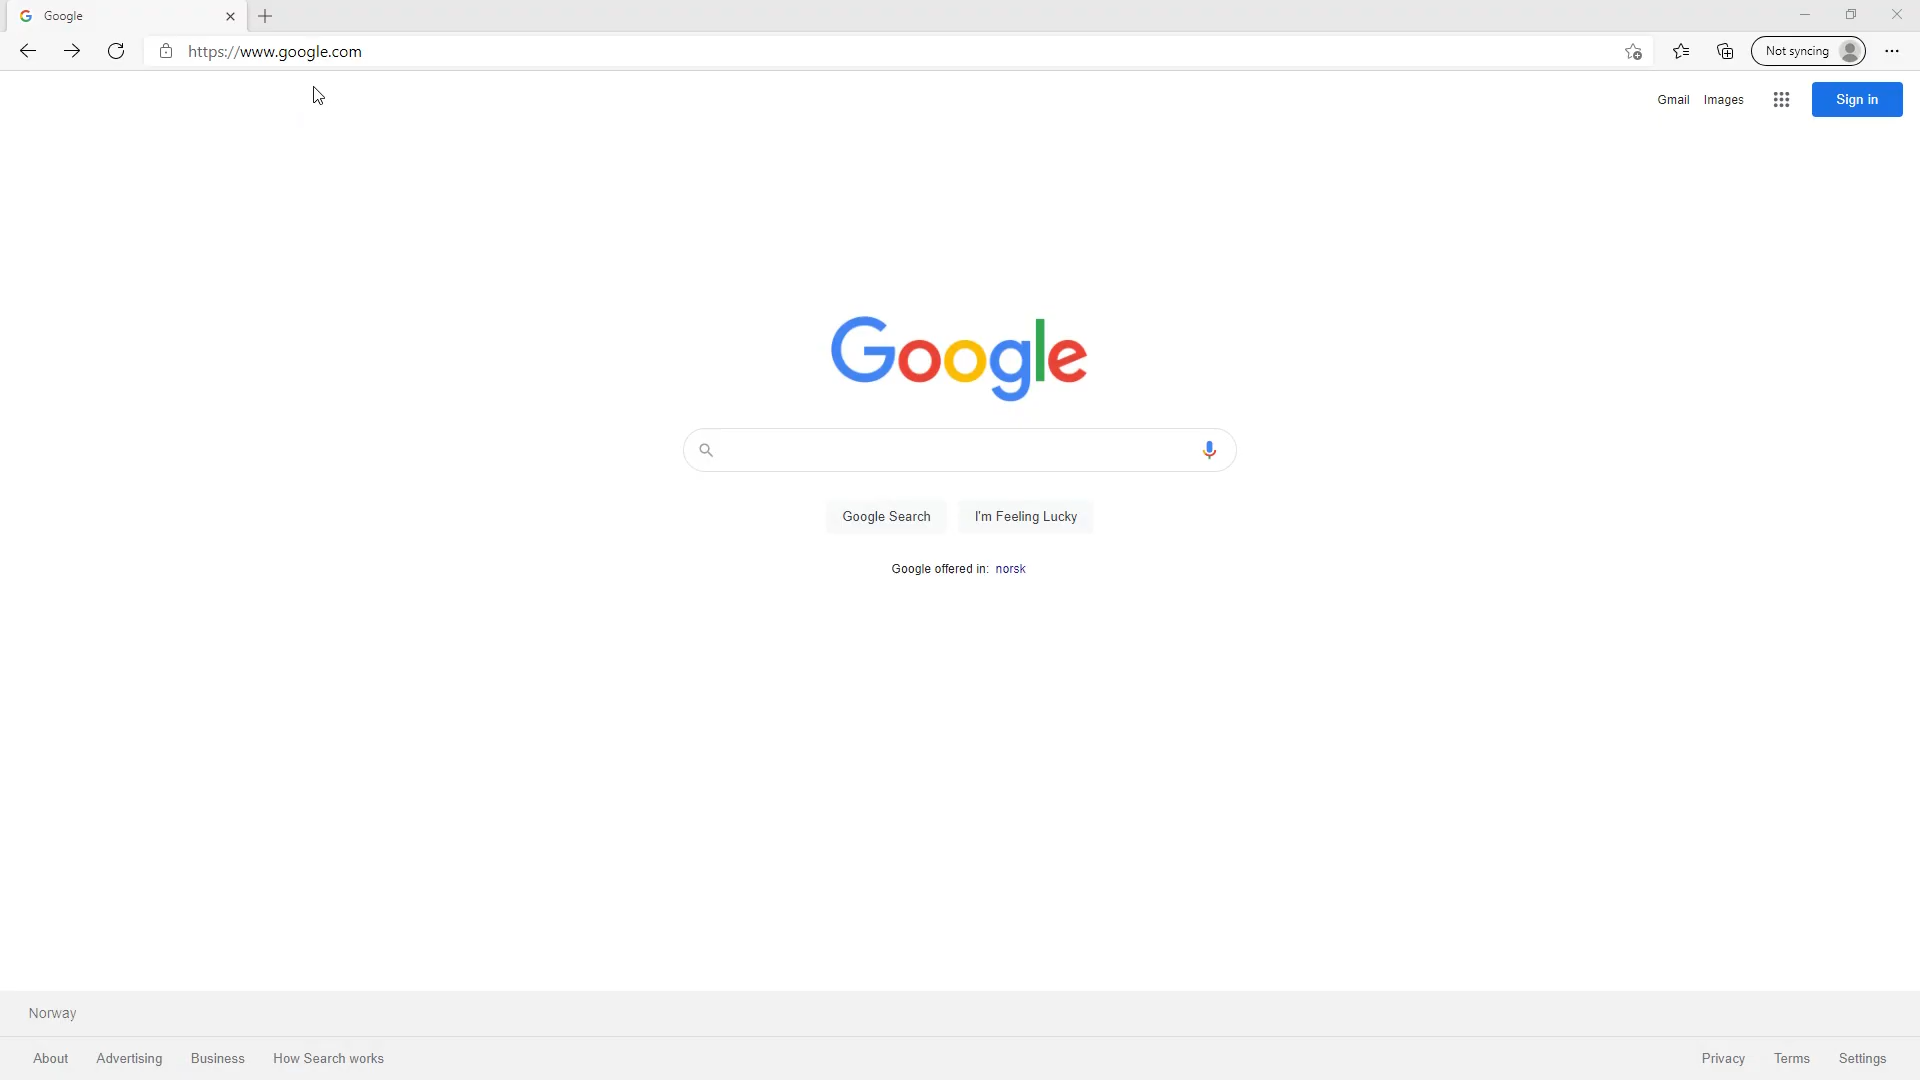 Google
https://www.google.com
Not syncing
Gmail Images Sign in
Google
Google Search I'm Feeling Lucky
Google offered in: norsk
Norway
About Advertising Business How Search works Privacy Terms Settings